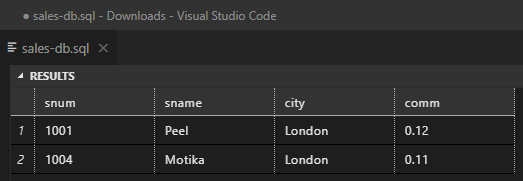 ● sales-db.sql - Downloads - Visual Studio Code
sales-db.sql ×
RESULTS
snum sname city comm
1 1001 Peel London 0.12
2 1004 Motika London 0.11